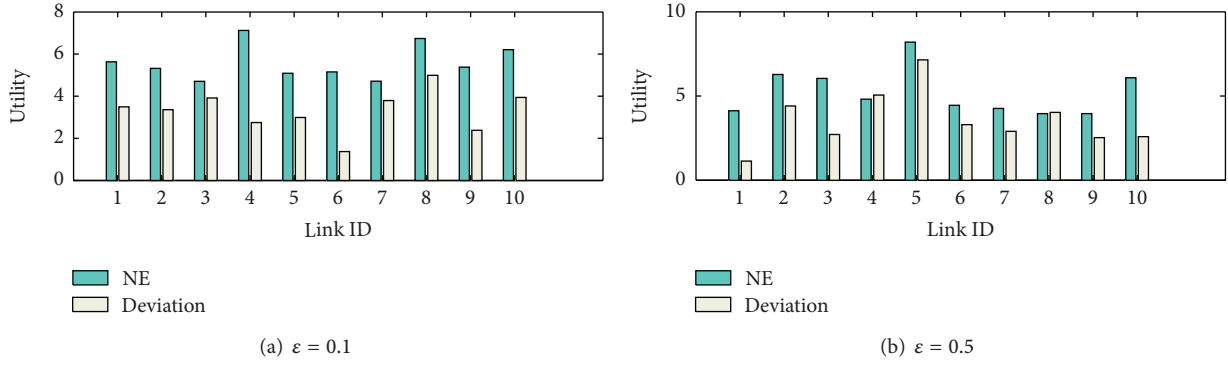 8
6
4
2
0
Utility
1 2 3 4 5 6 7 8 9 10
Link ID
NE
Deviation
(a) ε = 0.1
10
5
0
Utility
1 2 3 4 5 6 7 8 9 10
Link ID
NE
Deviation
(b) ε = 0.5